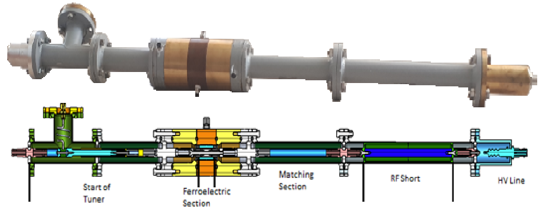 Start of
Tuner
Ferroelectric
Section
Matching
Section
RF Short
HV Line